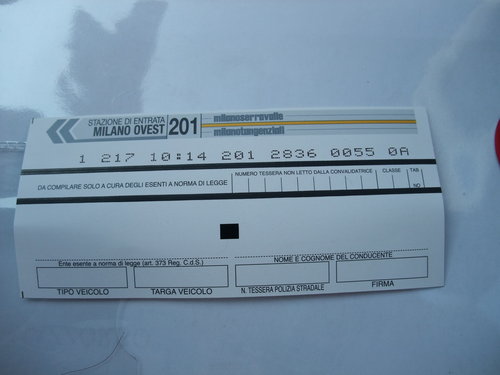 STAZIONE DI ENTRATA
MILANO OVEST
201
milanoserravalle
milanotangenziali
1 217 10:14 201 2836 0055 0A
DA COMPILARE SOLO A CURA DEGLI ESENTI A NORMA DI LEGGE
NUMERO TESSERA NON LETTO DALLA CONVALIDATRICE
CLASSE
TAB
NO
Ente esente a norma di legge (art. 373 Reg. C.d.S.)
NOME E COGNOME DEL CONDUCENTE
TIPO VEICOLO
TARGA VEICOLO
N. TESSERA POLIZIA STRADALE
FIRMA